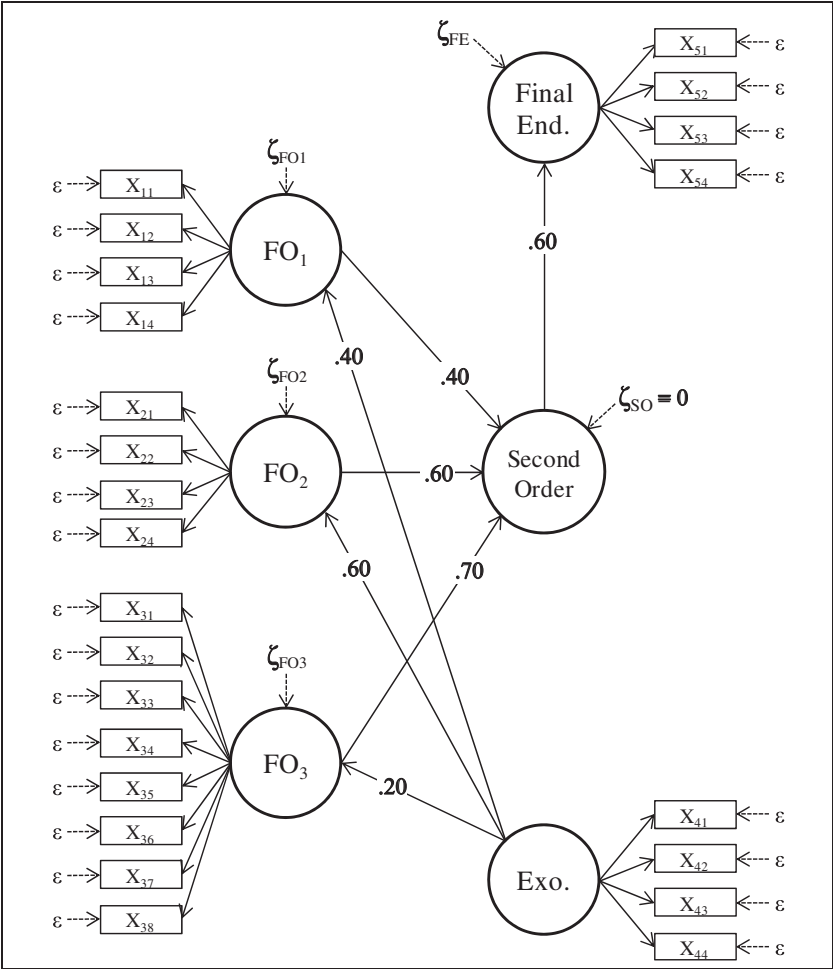 ζFE
Final
End.
X51 ε
X52 ε
X53 ε
X54 ε
.60
ζFO1
ε X11
ε X12
ε X13
ε X14
FO1
.40
.40
ζFO2
ζSO = 0
ε X21
ε X22
ε X23
ε X24
FO2
.60
Second
Order
.60
.70
ε X31
ε X32
ε X33
ε X34
ε X35
ε X36
ε X37
ε X38
ζFO3
FO3
.20
Exo.
X41 ε
X42 ε
X43 ε
X44 ε